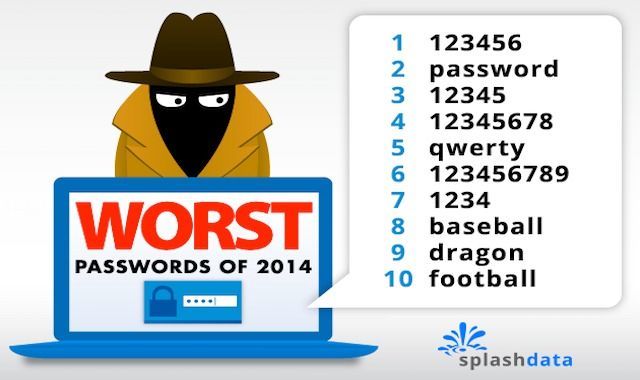 WORST
PASSWORDS OF 2014
1 123456
2 password
3 12345
4 12345678
5 qwerty
6 123456789
7 1234
8 baseball
9 dragon
10 football
splashdata